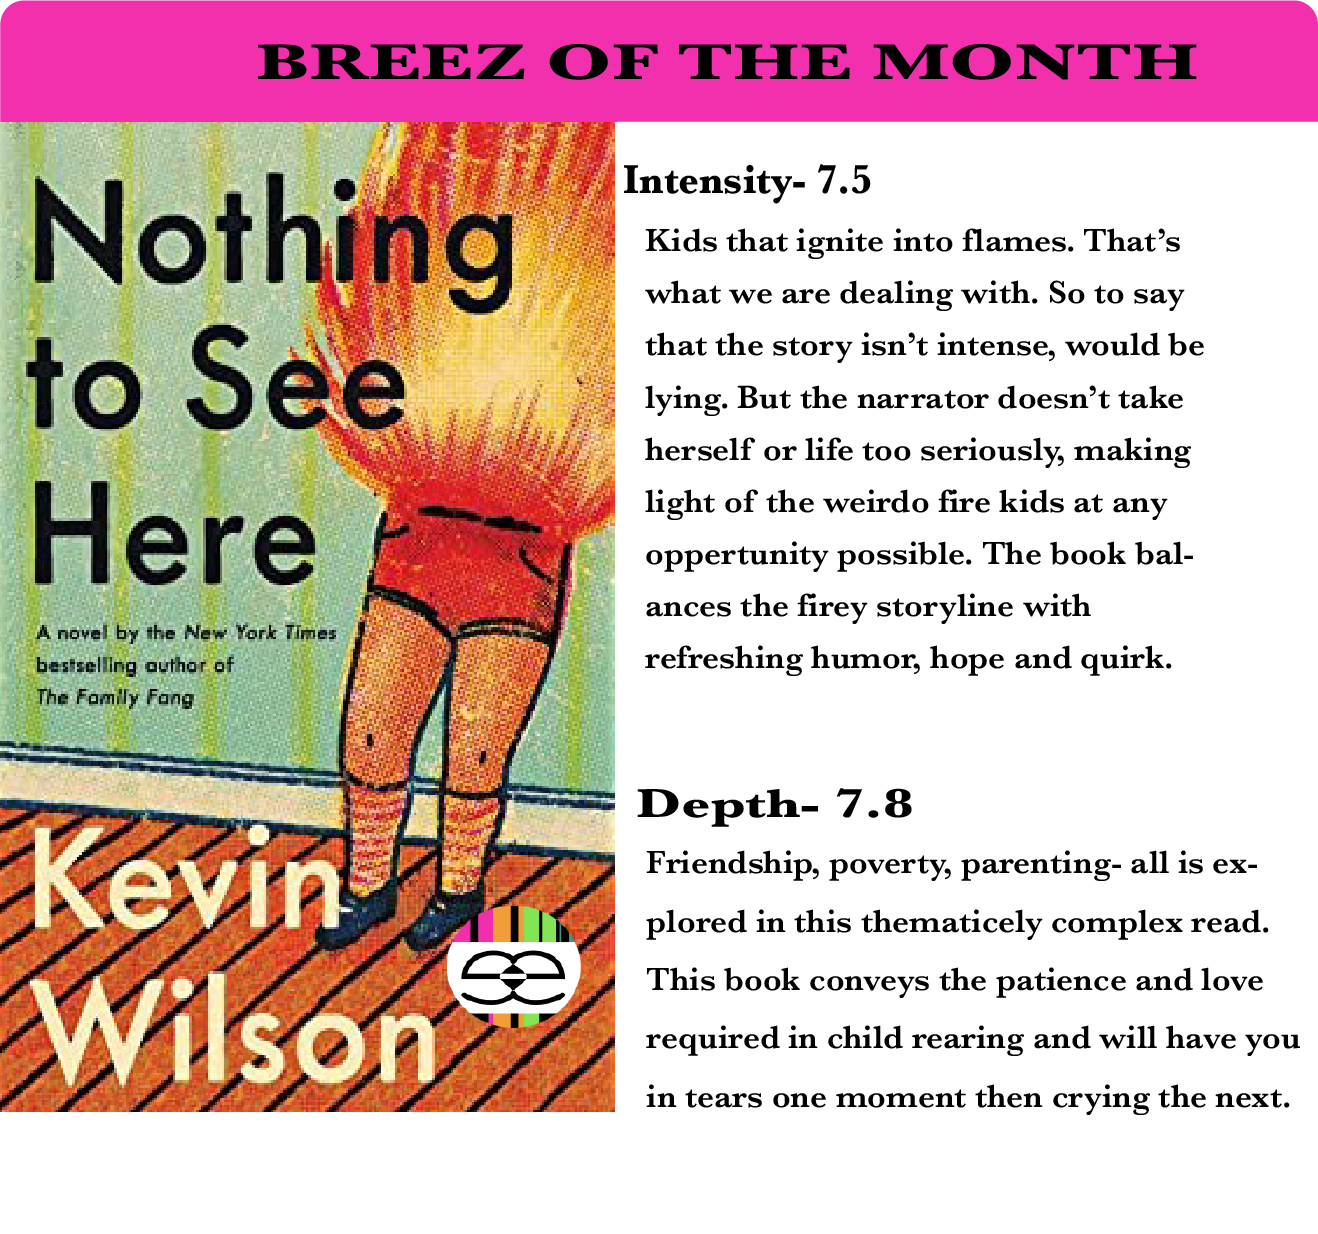 BREEZ OF THE MONTH
Nothing
to See
Here
A novel by the New York Times
bestselling author of
The Family Fang
Kevin
Wilson
Intensity- 7.5
Kids that ignite into flames. That’s
what we are dealing with. So to say
that the story isn’t intense, would be
lying. But the narrator doesn’t take
herself or life too seriously, making
light of the weirdo fire kids at any
oppertunity possible. The book bal-
ances the firey storyline with
refreshing humor, hope and quirk.
Depth- 7.8
Friendship, poverty, parenting- all is ex-
plored in this thematicely complex read.
This book conveys the patience and love
required in child rearing and will have you
in tears one moment then crying the next.